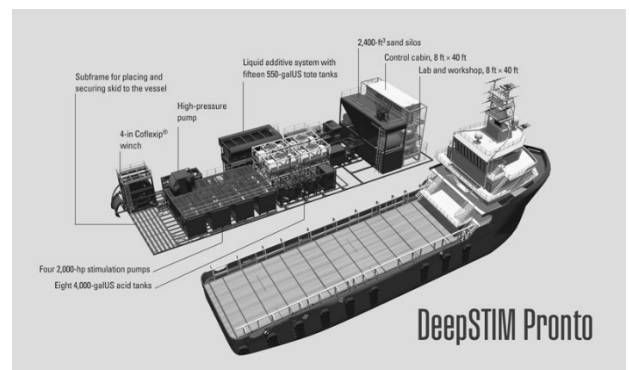 2,400-ft³ sand silos
Control cabin, 8 ft × 40 ft
Lab and workshop, 8 ft × 40 ft
Liquid additive system with
fifteen 550-galUS tote tanks
Subframe for placing and
securing skid to the vessel
High-pressure
pump
4-in Coflexip®
winch
Four 2,000-hp stimulation pumps
Eight 4,000-galUS acid tanks
DeepSTIM Pronto